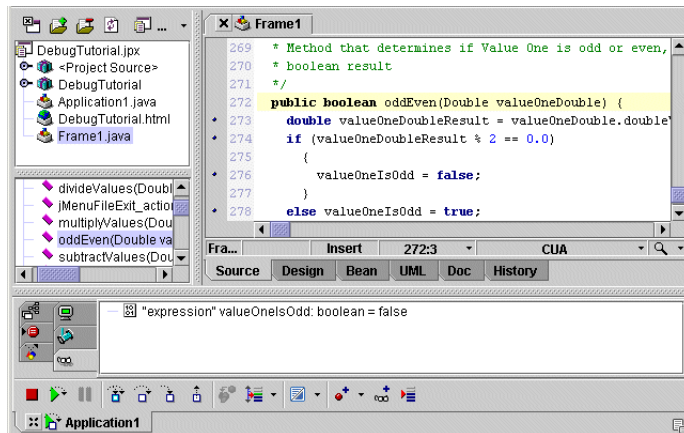 Frame1
DebugTutorial.jpx
<Project Source>
DebugTutorial
Application1.java
DebugTutorial.html
Frame1.java
divideValues(Doubl
jMenuFileExit_action
multiplyValues(Doub
oddEven(Double va
subtractValues(Dou
269 * Method that determines if Value One is odd or even,
270 * boolean result
271 */
272 public boolean oddEven(Double valueOneDouble) {
273 double valueOneDoubleResult = valueOneDouble.double
274 if (valueOneDoubleResult % 2 == 0.0)
275 {
276 valueOneIsOdd = false;
277 }
278 else valueOneIsOdd = true;
Fra... Insert 272:3 CUA
Source Design Bean UML Doc History
"expression" valueOneIsOdd: boolean = false
Application1